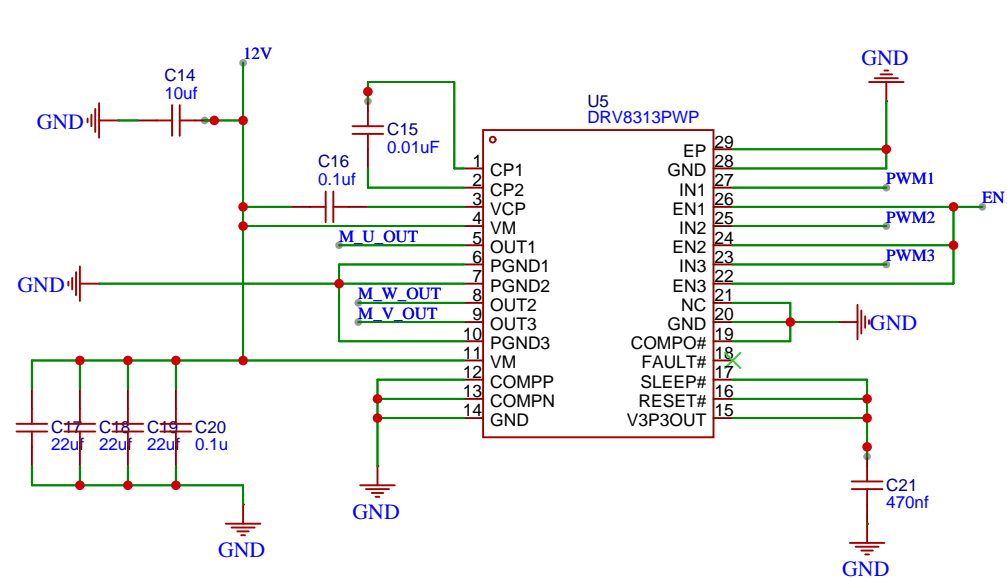 12V
C14
10uf
GND
C15
0.01uF
C16
0.1uf
U5
DRV8313PWP
GND
1 CP1
2 CP2
3 VCP
4 VM
M_U_OUT
5 OUT1
6 PGND1
GND
7 PGND2
M_W_OUT
8 OUT2
M_V_OUT
9 OUT3
10 PGND3
11 VM
12 COMPP
13 COMPN
14 GND
EP 29
GND 28
IN1 27 PWM1
EN1 26 EN
IN2 25 PWM2
EN2 24
IN3 23 PWM3
EN3 22
NC 21
GND 20 GND
COMPO# 19
FAULT# 18
SLEEP# 17
RESET# 16
V3P3OUT 15
C17 C18 C19 C20
22uf 22uf 22uf 0.1u
GND
GND
C21
470nf
GND